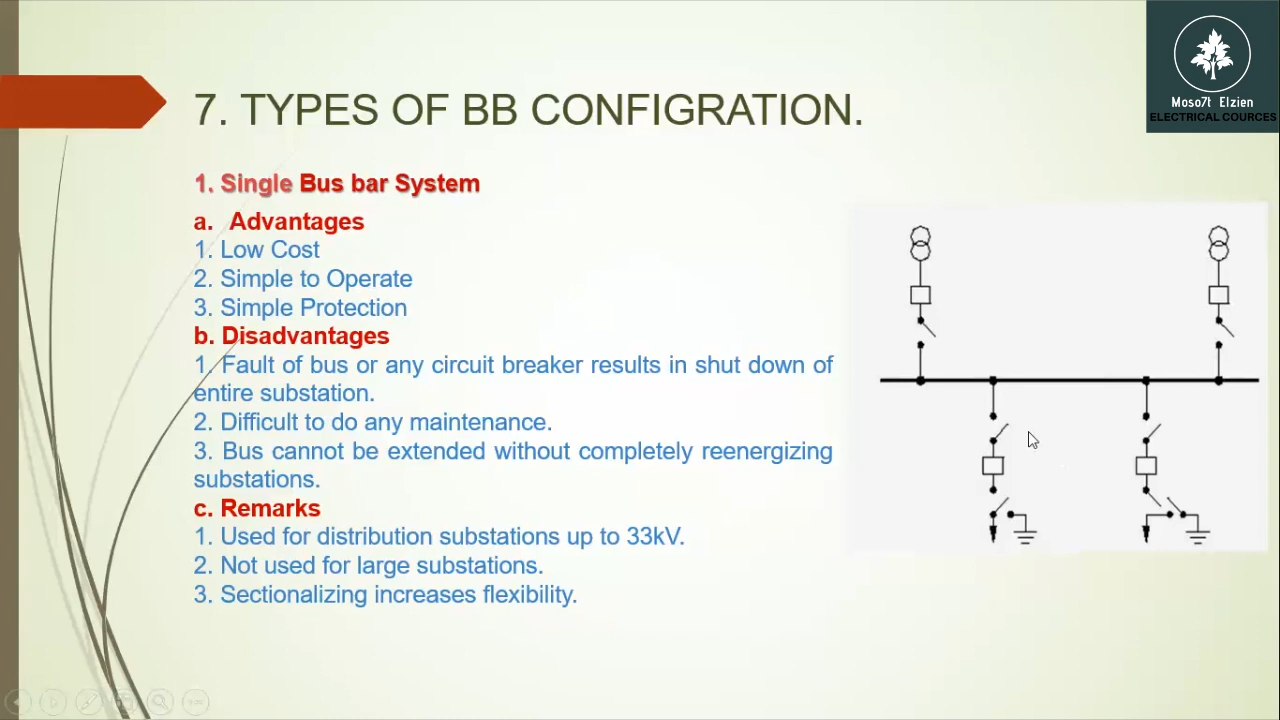 7. TYPES OF BB CONFIGRATION.
Moso7t Elzien
ELECTRICAL COURCES
1. Single Bus bar System
a. Advantages
1. Low Cost
2. Simple to Operate
3. Simple Protection
b. Disadvantages
1. Fault of bus or any circuit breaker results in shut down of
entire substation.
2. Difficult to do any maintenance.
3. Bus cannot be extended without completely reenergizing
substations.
c. Remarks
1. Used for distribution substations up to 33kV.
2. Not used for large substations.
3. Sectionalizing increases flexibility.